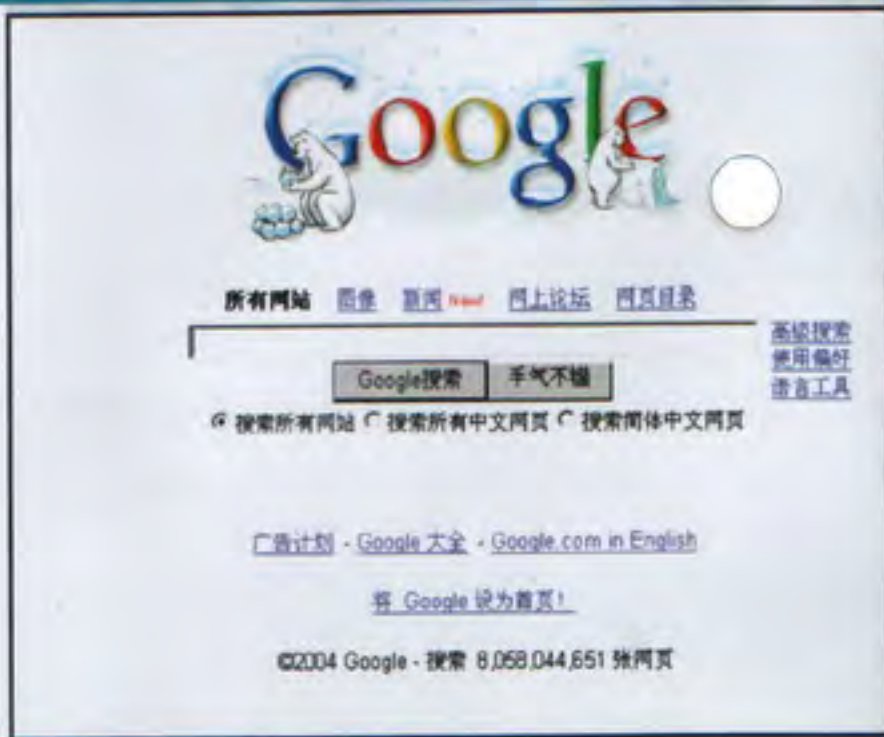 Google
所有网站 图像 新闻 New! 网上论坛 网页目录
高级搜索
使用偏好
语言工具
Google搜索 手气不错
搜索所有网站 搜索所有中文网页 搜索简体中文网页
广告计划 - Google 大全 - Google.com in English
将 Google 设为首页!
©2004 Google - 搜索 8,058,044,651 张网页